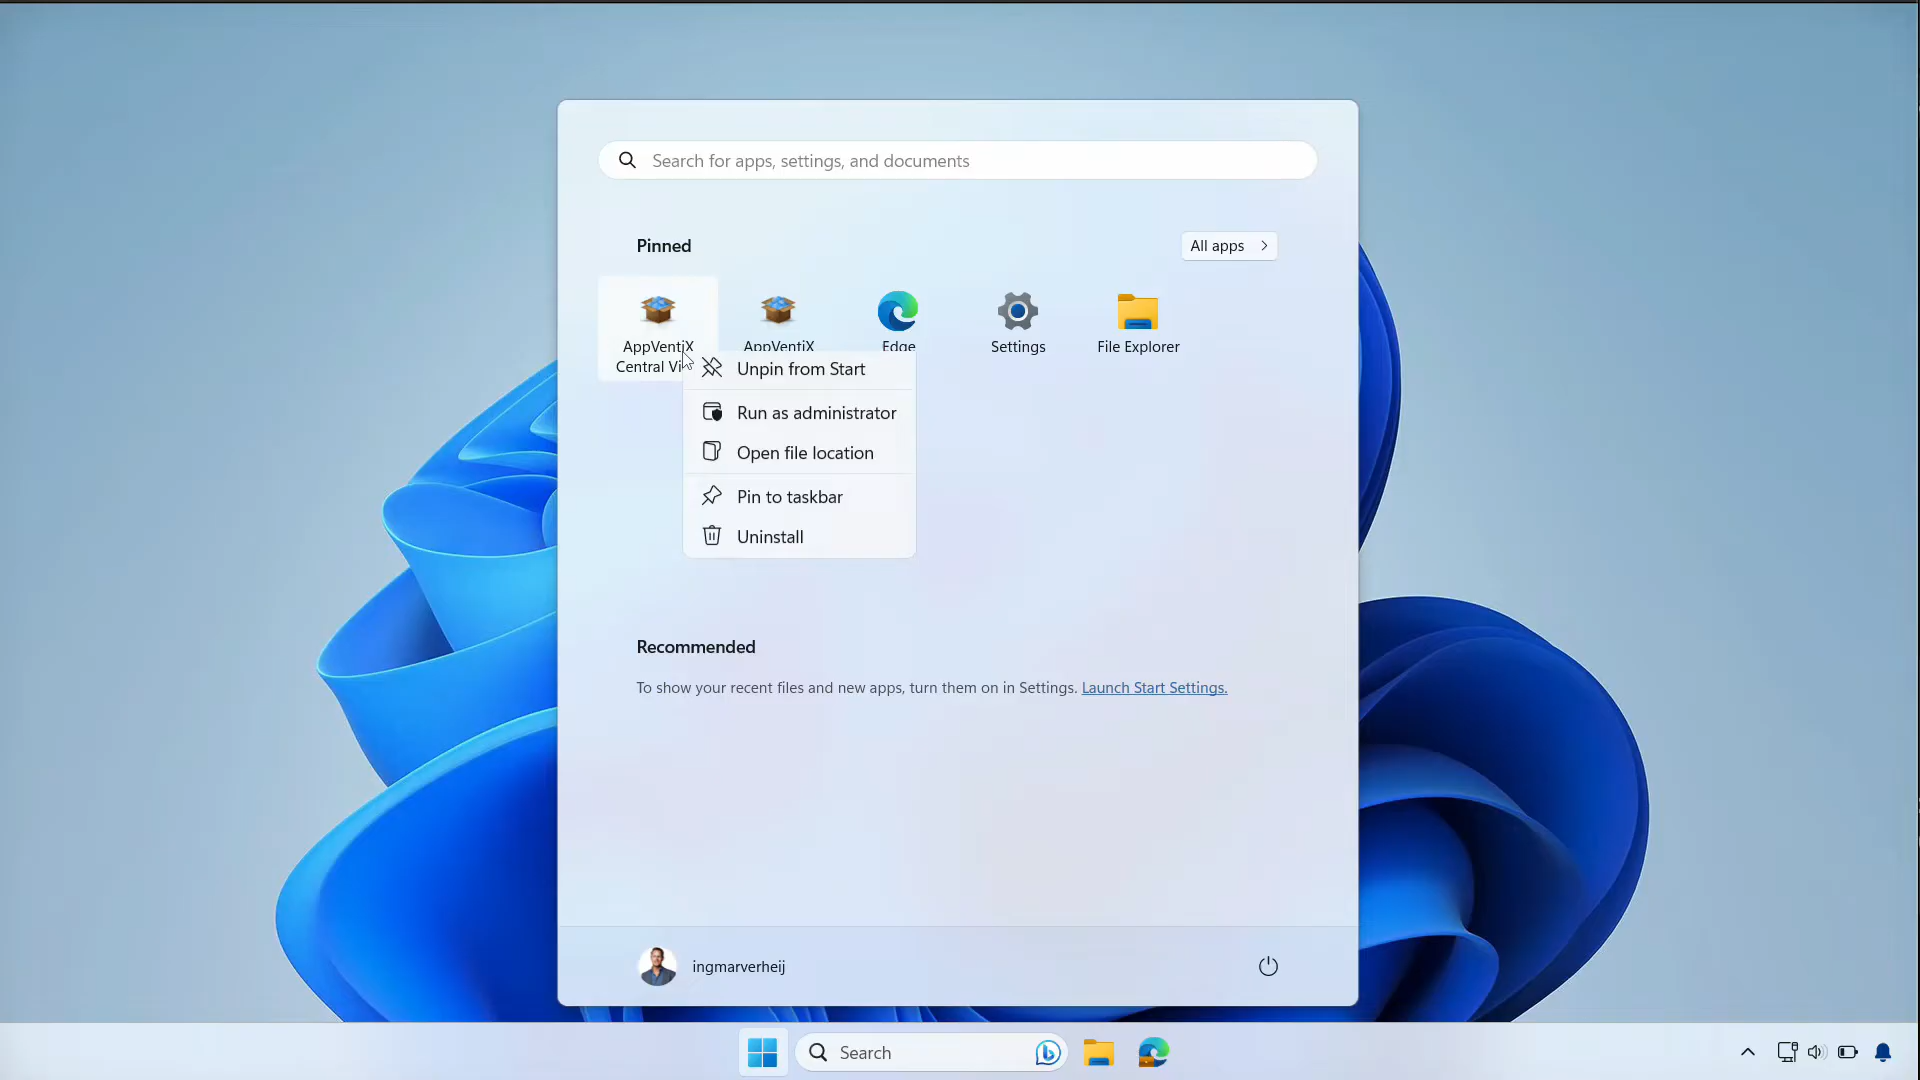 Search for apps, settings, and documents
Pinned
All apps
AppVentiX
Central Vi
AppVentiX
Edge
Settings
File Explorer
Unpin from Start
Run as administrator
Open file location
Pin to taskbar
Uninstall
Recommended
To show your recent files and new apps, turn them on in Settings. Launch Start Settings.
ingmarverheij
Search